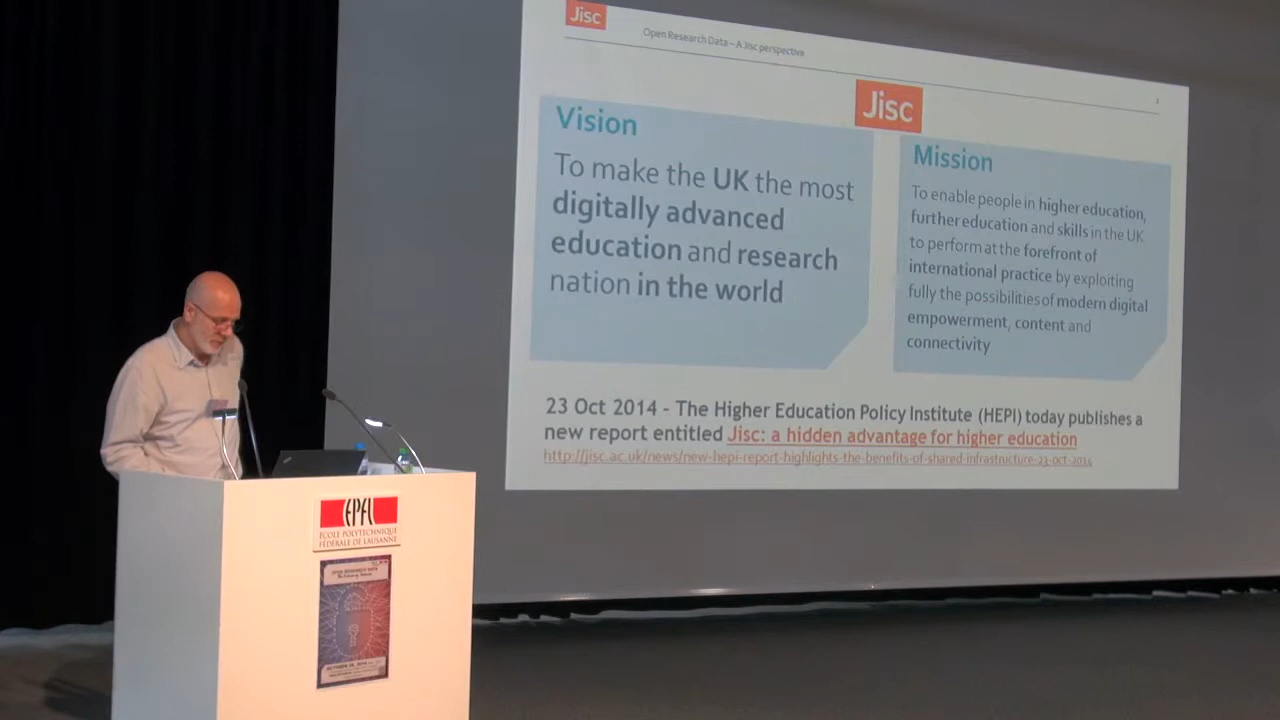 Jisc
Open Research Data – A Jisc perspective
Jisc
Vision
To make the UK the most
digitally advanced
education and research
nation in the world
Mission
To enable people in higher education,
further education and skills in the UK
to perform at the forefront of
international practice by exploiting
fully the possibilities of modern digital
empowerment, content and
connectivity
23 Oct 2014 - The Higher Education Policy Institute (HEPI) today publishes a
new report entitled Jisc: a hidden advantage for higher education
http://jisc.ac.uk/news/new-hepi-report-highlights-the-benefits-of-shared-infrastructure-23-oct-2014
EPFL
ÉCOLE POLYTECHNIQUE
FÉDÉRALE DE LAUSANNE
OPEN RESEARCH DATA